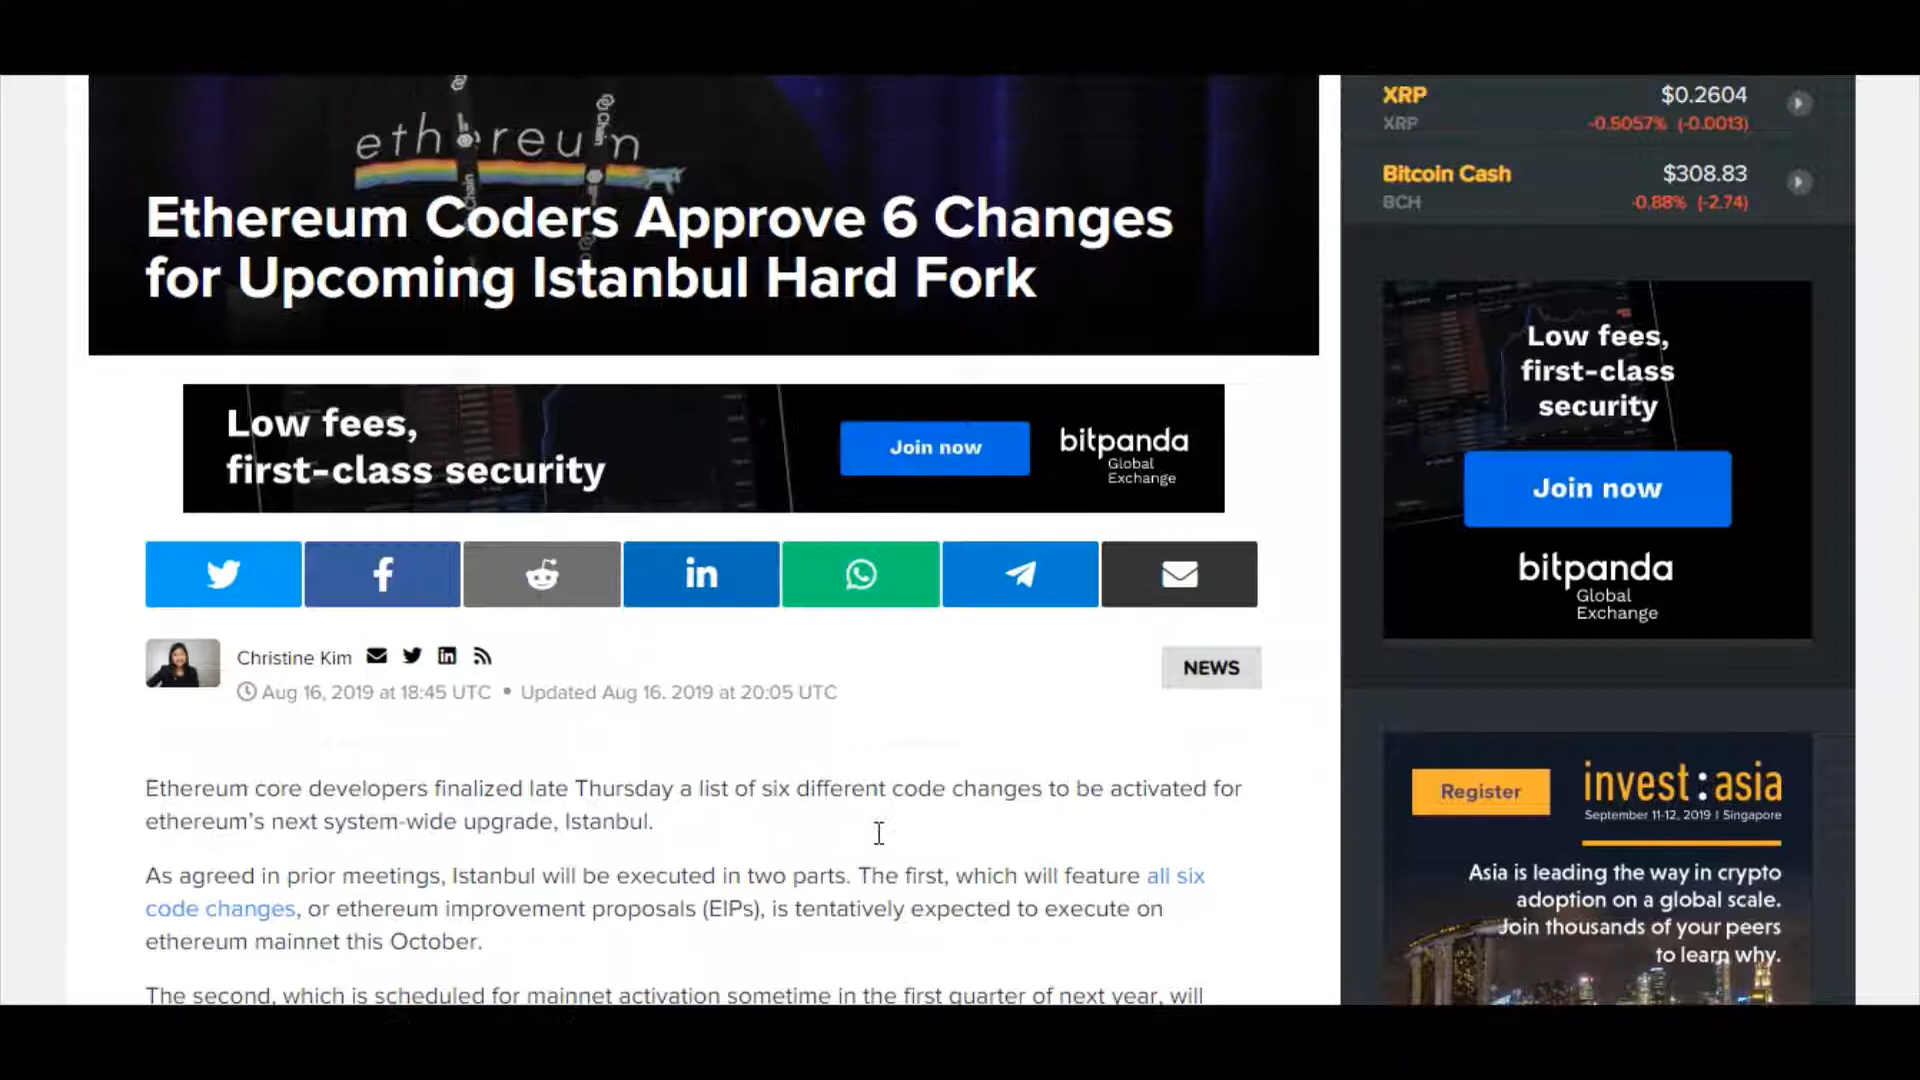 ethereum
Chain
Chain
Ethereum Coders Approve 6 Changes
for Upcoming Istanbul Hard Fork
Low fees,
first-class security
Join now
bitpanda
Global
Exchange
Christine Kim
Aug 16, 2019 at 18:45 UTC • Updated Aug 16, 2019 at 20:05 UTC
NEWS
Ethereum core developers finalized late Thursday a list of six different code changes to be activated for
ethereum’s next system-wide upgrade, Istanbul.
As agreed in prior meetings, Istanbul will be executed in two parts. The first, which will feature all six
code changes, or ethereum improvement proposals (EIPs), is tentatively expected to execute on
ethereum mainnet this October.
The second, which is scheduled for mainnet activation sometime in the first quarter of next year, will
XRP $0.2604
XRP -0.5057% (-0.0013)
Bitcoin Cash $308.83
BCH -0.88% (-2.74)
Low fees,
first-class
security
Join now
bitpanda
Global
Exchange
Register
invest:asia
September 11-12, 2019 | Singapore
Asia is leading the way in crypto
adoption on a global scale.
Join thousands of your peers
to learn why.